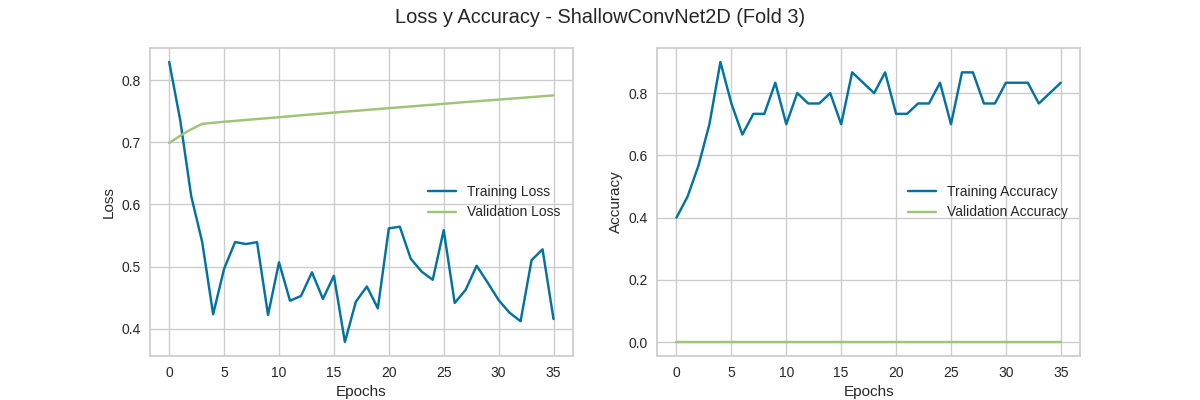 Loss y Accuracy - ShallowConvNet2D (Fold 3)
Loss
0.8
0.7
0.6
0.5
0.4
Training Loss
Validation Loss
0 5 10 15 20 25 30 35
Epochs
Accuracy
0.8
0.6
0.4
0.2
0.0
Training Accuracy
Validation Accuracy
0 5 10 15 20 25 30 35
Epochs